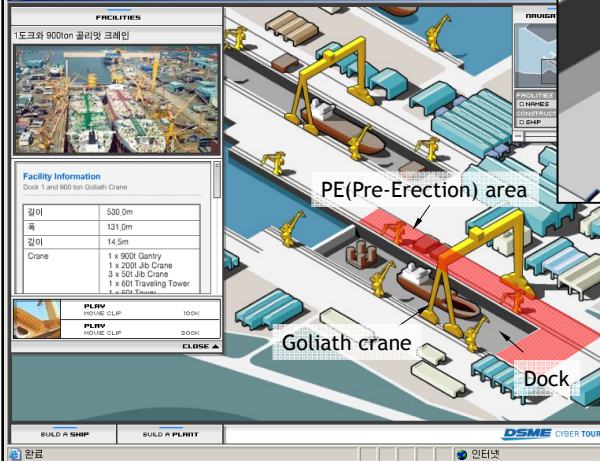 FACILITIES
1도크와 900ton 골리앗 크레인
Facility Information
Dock 1 and 900 ton Goliath Crane
길이 530,0m
폭 131,0m
깊이 14,5m
Crane 1 x 900t Gantry
1 x 200t Jib Crane
3 x 50t Jib Crane
1 x 60t Traveling Tower
1 x 60t Tower
PLAY
MOVIE CLIP 100K
PLAY
MOVIE CLIP 300K
CLOSE
BUILD A SHIP
BUILD A PLANT
NAVIGAT
FACILITIES
NAMES
CONSTRUCT
SHIP
PE(Pre-Erection) area
Goliath crane
Dock
DSME CYBER TOUR
완료
인터넷